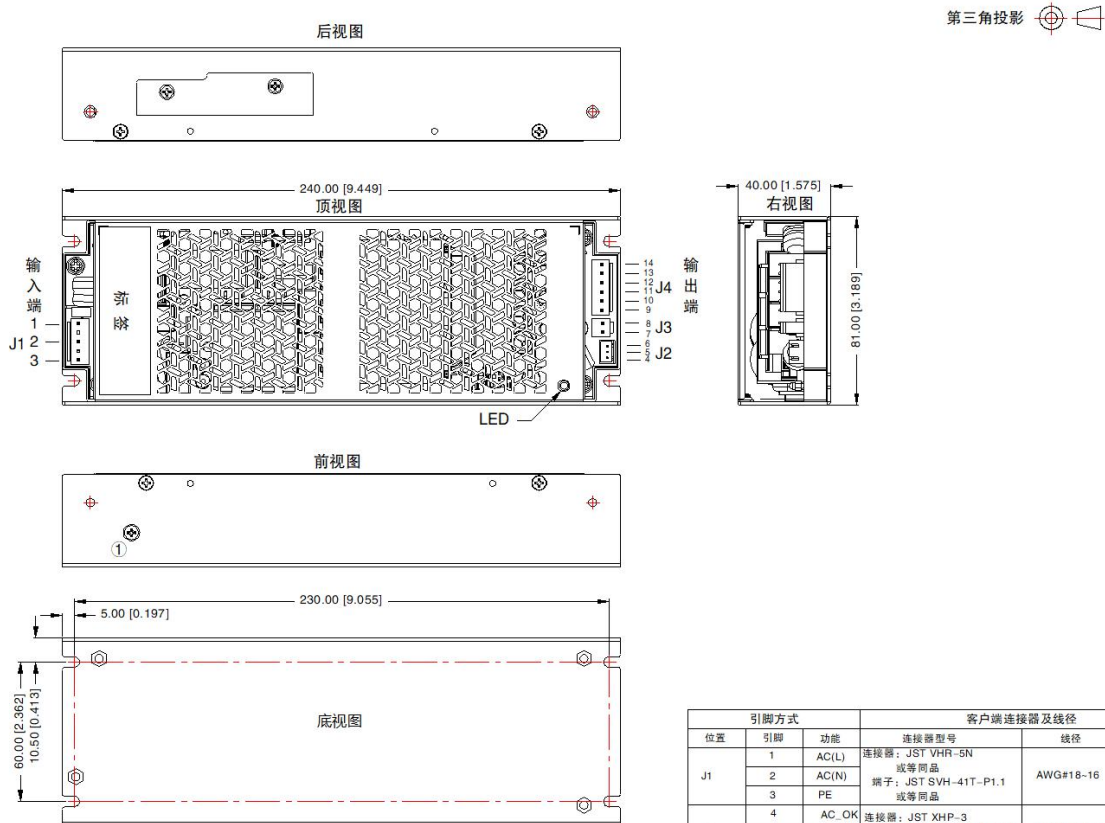 第三角投影
后视图
240.00 [9.449]
顶视图
40.00 [1.575]
右视图
输入端
标签
J1
1
2
3
14
13
12
11
10
9
8
7
6
5
4
J4
J3
J2
输出端
81.00 [3.189]
LED
前视图
①
230.00 [9.055]
5.00 [0.197]
60.00 [2.362]
10.50 [0.413]
底视图
引脚方式 客户端连接器及线径
位置 引脚 功能 连接器型号 线径
J1 1 AC(L) 连接器：JST VHR-5N
或等同品
2 AC(N) 端子：JST SVH-41T-P1.1 AWG#18~16
3 PE 或等同品
4 AC_OK 连接器：JST XHP-3